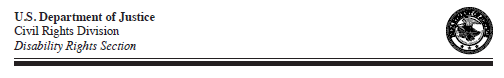 U.S. Department of Justice
Civil Rights Division
Disability Rights Section